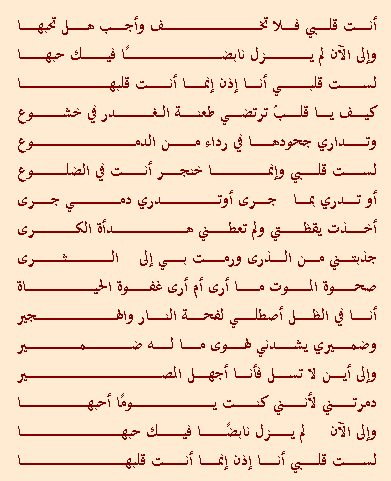 أنت قلبي فلا تخف وأجب هل تحبها
وإلى الآن لم يزل نابضًا فيك حبها
لست قلبي أنا إذن إنما أنت قلبها
كيف يا قلبُ ترتضي طعنة الغدر في خشوع
وتداري جحودها في رداء من الدموع
لست قلبي وإنما خنجر أنت في الضلوع
أو تدري بما جرى أوتدري دمي جرى
أخذت يقظتي ولم تعطني هدأة الكرى
جذبتني من الذرى ورمت بي إلى الثرى
صحوة الموت ما أرى أم أرى غفوة الحياة
أنا في الظل أصطلي لفحة النار والهجير
وضميري يشدني لهوى ما له ضمير
وإلى أين لا تسل فأنا أجهل المصير
دمرتني لأنني كنت يومًا أحبها
وإلى الآن لم يزل نابضًا فيك حبها
لست قلبي أنا إذن إنما أنت قلبها